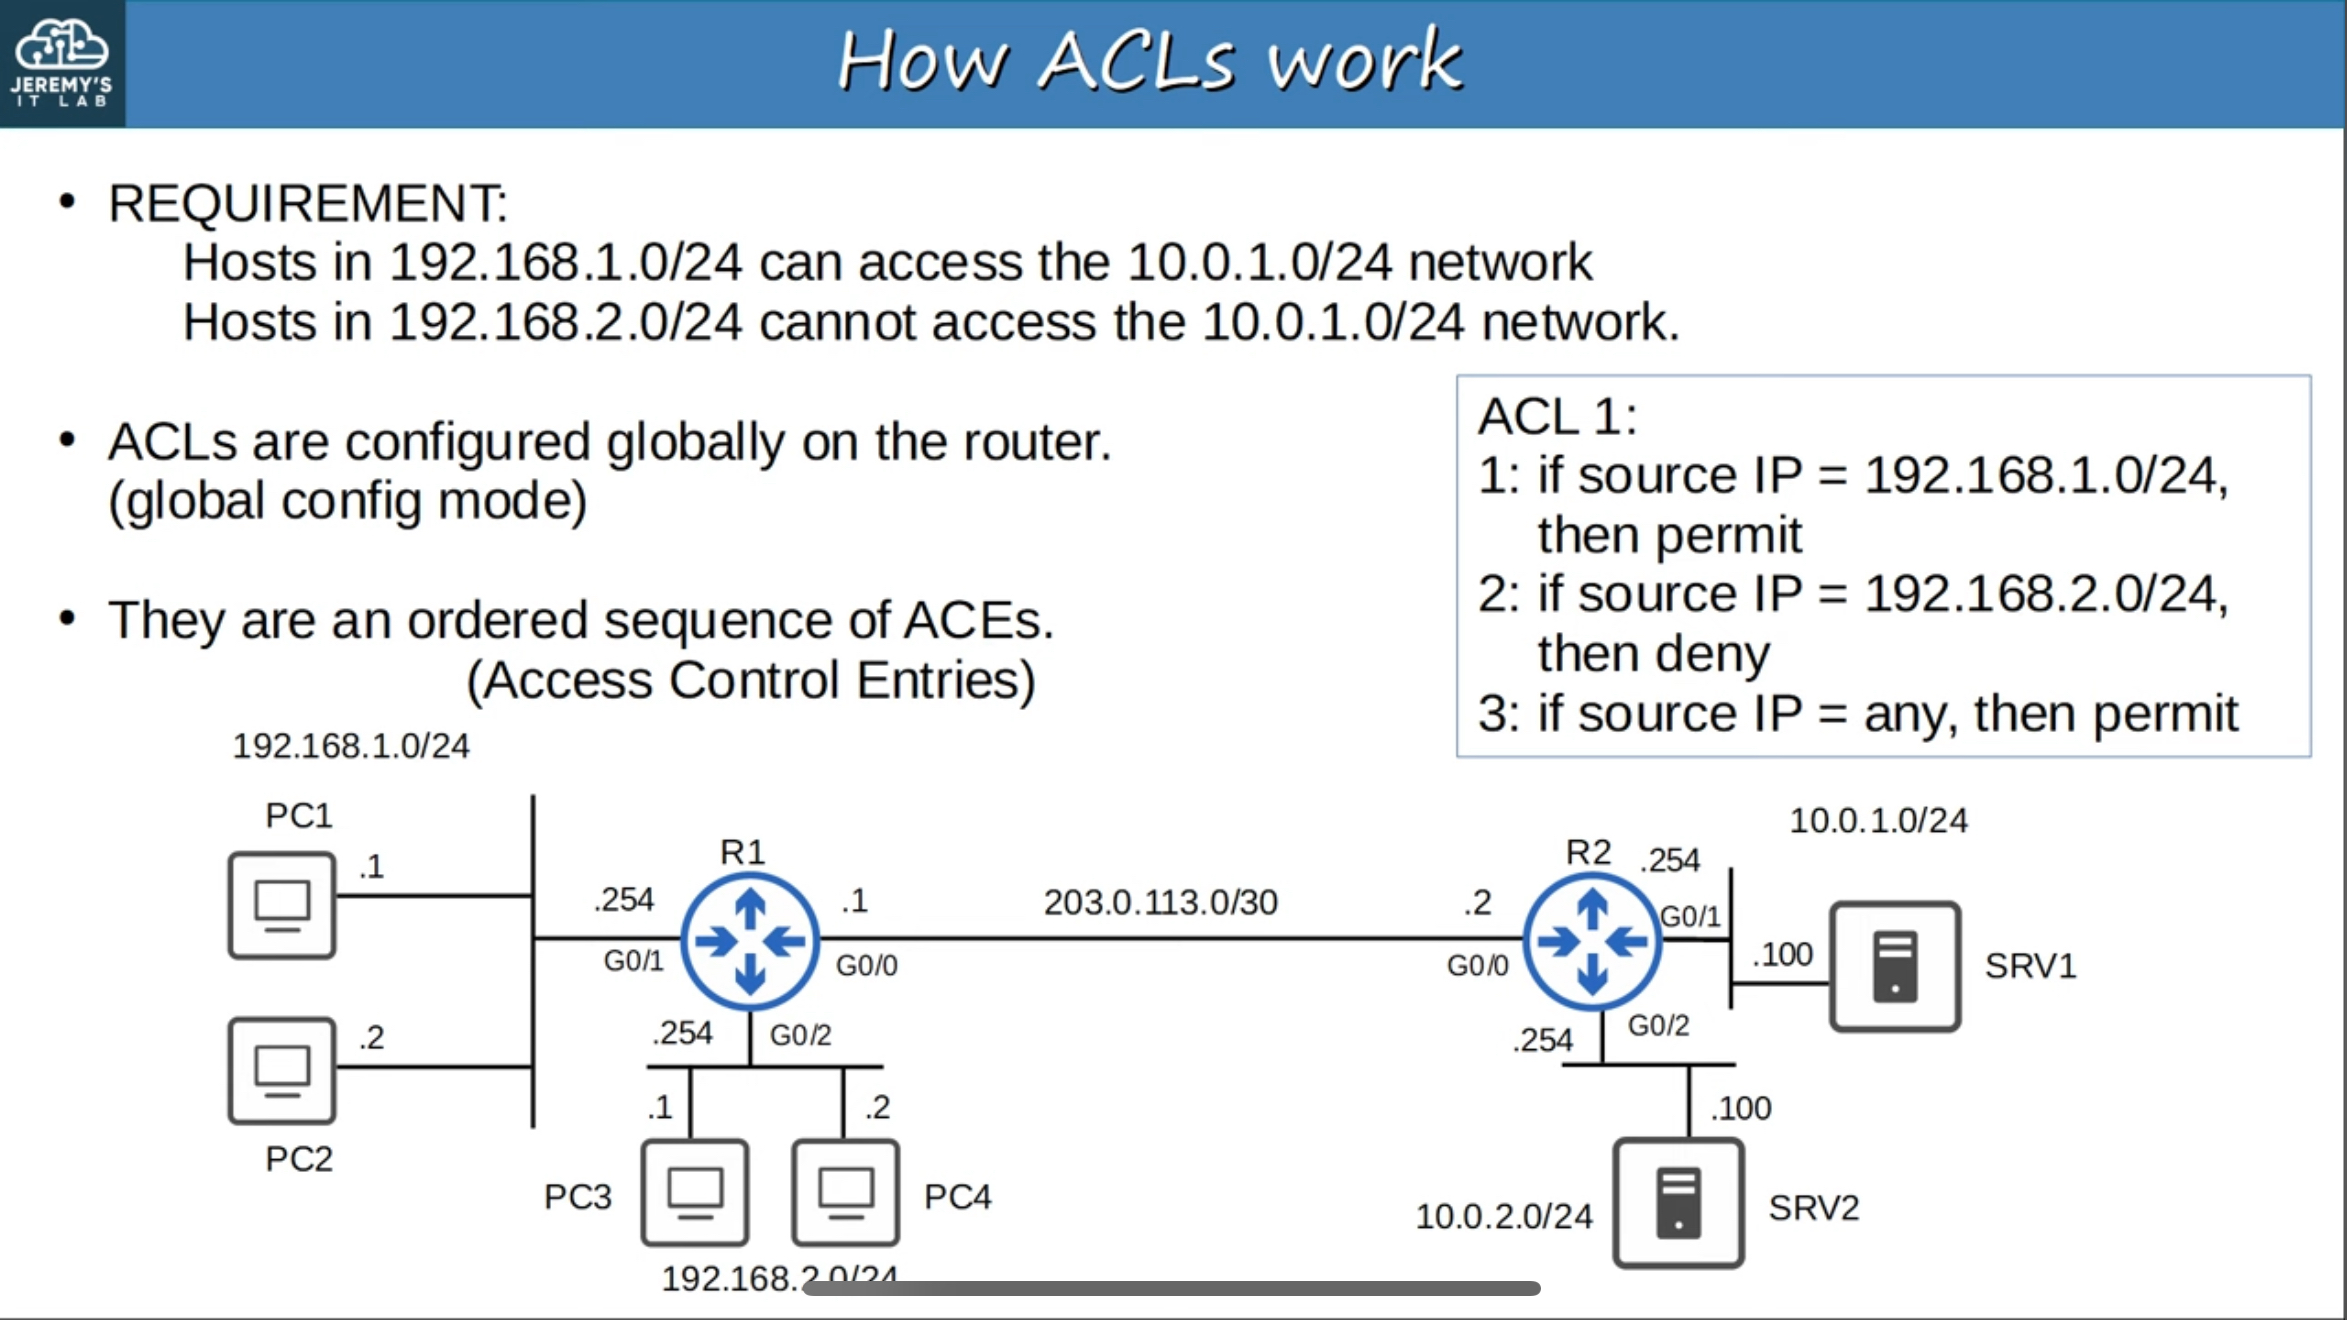 JEREMY'S
IT LAB
How ACLs work
• REQUIREMENT:
Hosts in 192.168.1.0/24 can access the 10.0.1.0/24 network
Hosts in 192.168.2.0/24 cannot access the 10.0.1.0/24 network.
• ACLs are configured globally on the router.
(global config mode)
• They are an ordered sequence of ACEs.
(Access Control Entries)
ACL 1:
1: if source IP = 192.168.1.0/24,
then permit
2: if source IP = 192.168.2.0/24,
then deny
3: if source IP = any, then permit
192.168.1.0/24
PC1
.1
.2
PC2
.254
G0/1
R1
.1
G0/0
.254
G0/2
.1
.2
PC3
PC4
192.168.2.0/24
203.0.113.0/30
.2
G0/0
R2
.254
G0/1
10.0.1.0/24
.100
SRV1
.254
G0/2
.100
10.0.2.0/24
SRV2